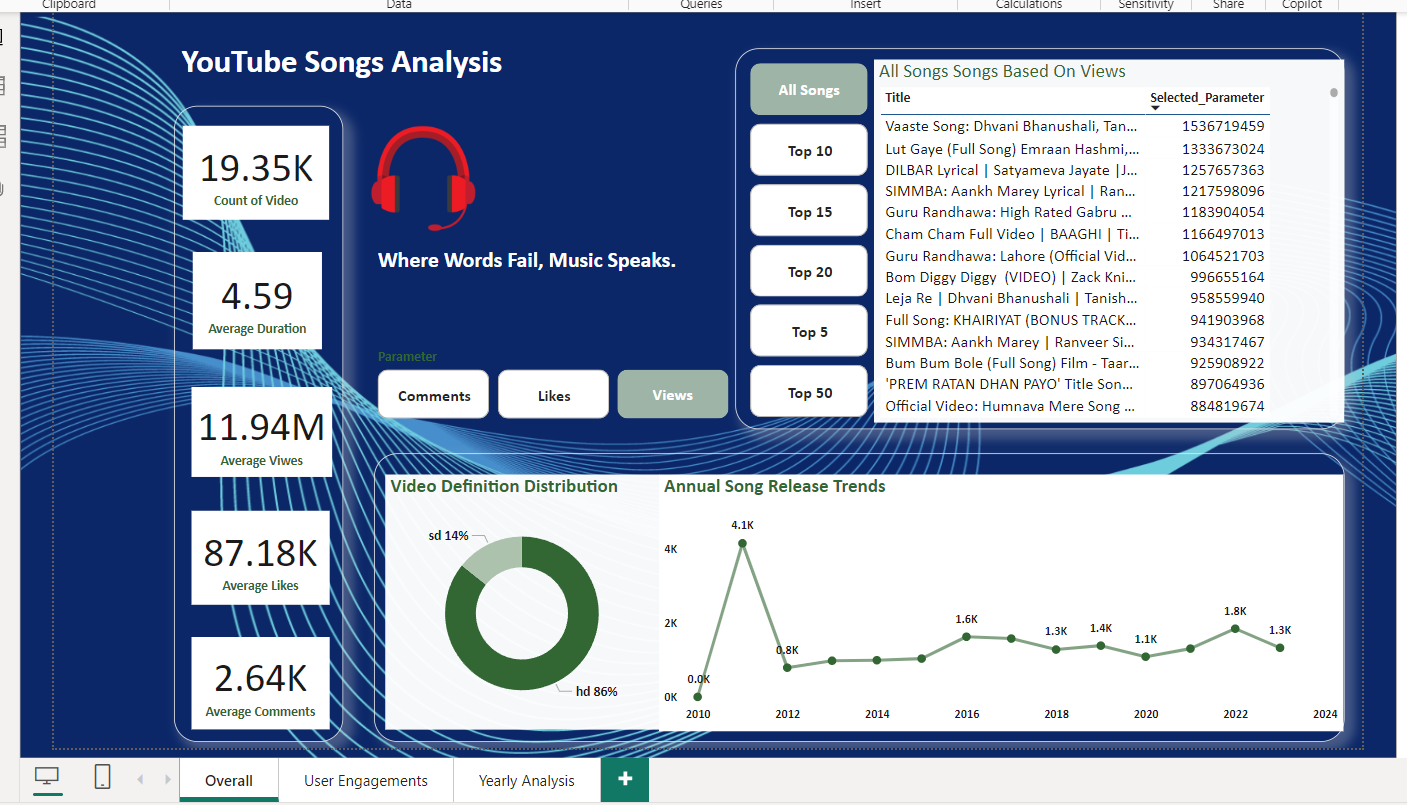 Clipboard
Data
Queries
Insert
Calculations
Sensitivity
Share
Copilot
YouTube Songs Analysis
19.35K
Count of Video
4.59
Average Duration
11.94M
Average Viwes
87.18K
Average Likes
2.64K
Average Comments
Where Words Fail, Music Speaks.
Parameter
Comments
Likes
Views
All Songs
Top 10
Top 15
Top 20
Top 5
Top 50
All Songs Songs Based On Views
Title Selected_Parameter
Vaaste Song: Dhvani Bhanushali, Tan... 1536719459
Lut Gaye (Full Song) Emraan Hashmi,... 1333673024
DILBAR Lyrical | Satyameva Jayate |J... 1257657363
SIMMBA: Aankh Marey Lyrical | Ran... 1217598096
Guru Randhawa: High Rated Gabru ... 1183904054
Cham Cham Full Video | BAAGHI | Ti... 1166497013
Guru Randhawa: Lahore (Official Vid... 1064521703
Bom Diggy Diggy (VIDEO) | Zack Kni... 996655164
Leja Re | Dhvani Bhanushali | Tanish... 958559940
Full Song: KHAIRIYAT (BONUS TRACK... 941903968
SIMMBA: Aankh Marey | Ranveer Si... 934317467
Bum Bum Bole (Full Song) Film - Taar... 925908922
'PREM RATAN DHAN PAYO' Title Son... 897064936
Official Video: Humnava Mere Song ... 884819674
Video Definition Distribution
sd 14%
hd 86%
Annual Song Release Trends
4K
2K
0K
0.0K
4.1K
0.8K
1.6K
1.3K
1.4K
1.1K
1.8K
1.3K
2010
2012
2014
2016
2018
2020
2022
2024
Overall
User Engagements
Yearly Analysis
+